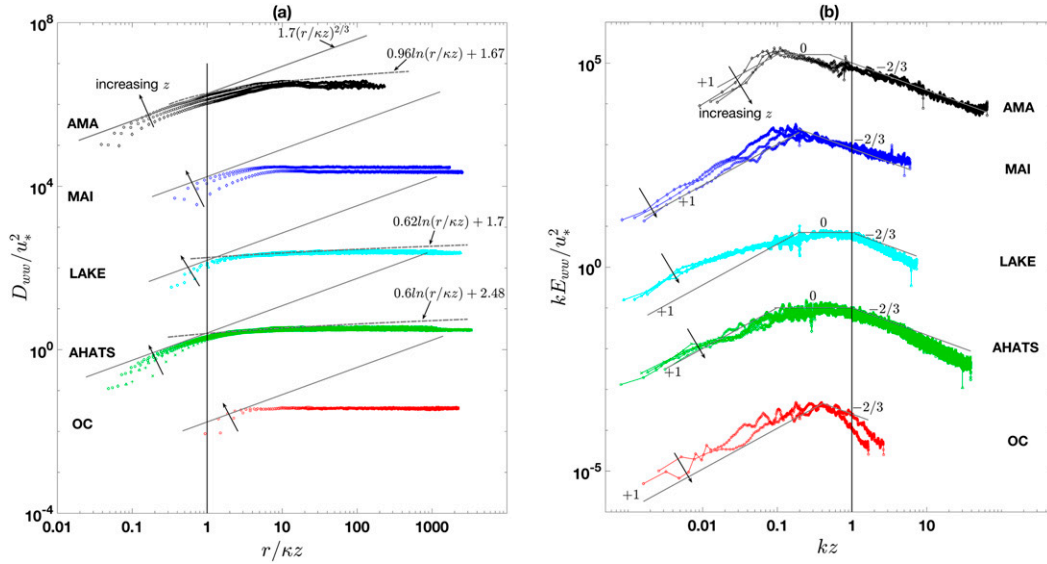 (a)
10^8
10^4
10^0
10^-4
D_ww/u_*^2
0.01 0.1 1 10 100 1000
r/κz
1.7(r/κz)^2/3
0.96ln(r/κz) + 1.67
increasing z
AMA
MAI
0.62ln(r/κz) + 1.7
LAKE
0.6ln(r/κz) + 2.48
AHATS
OC
(b)
10^5
10^0
10^-5
kE_ww/u_*^2
0.01 0.1 1 10
kz
+1
0
-2/3
increasing z
AMA
+1
-2/3
MAI
0
-2/3
+1
LAKE
0
-2/3
+1
AHATS
-2/3
+1
OC